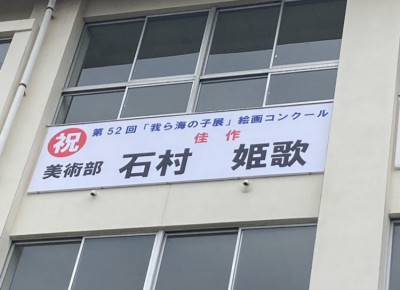 祝
第52回「我ら海の子展」絵画コンクール
佳作
美術部 石村 姫歌